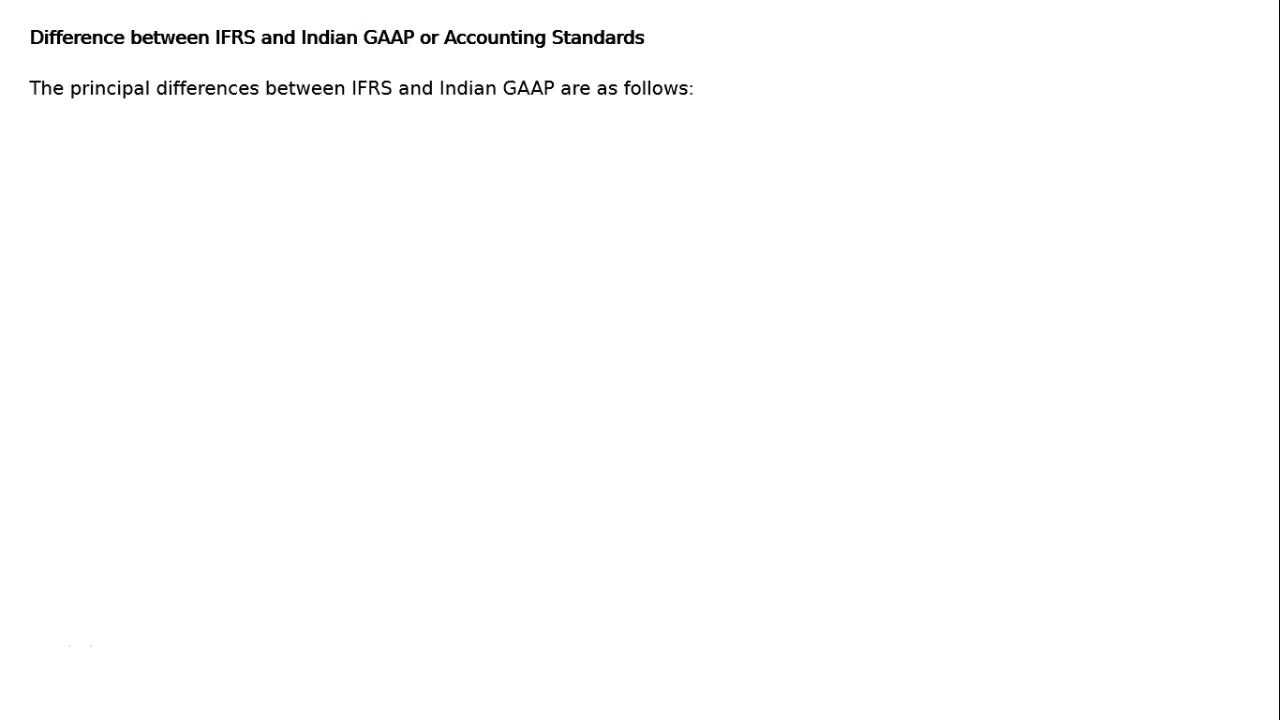 Difference between IFRS and Indian GAAP or Accounting Standards
The principal differences between IFRS and Indian GAAP are as follows: